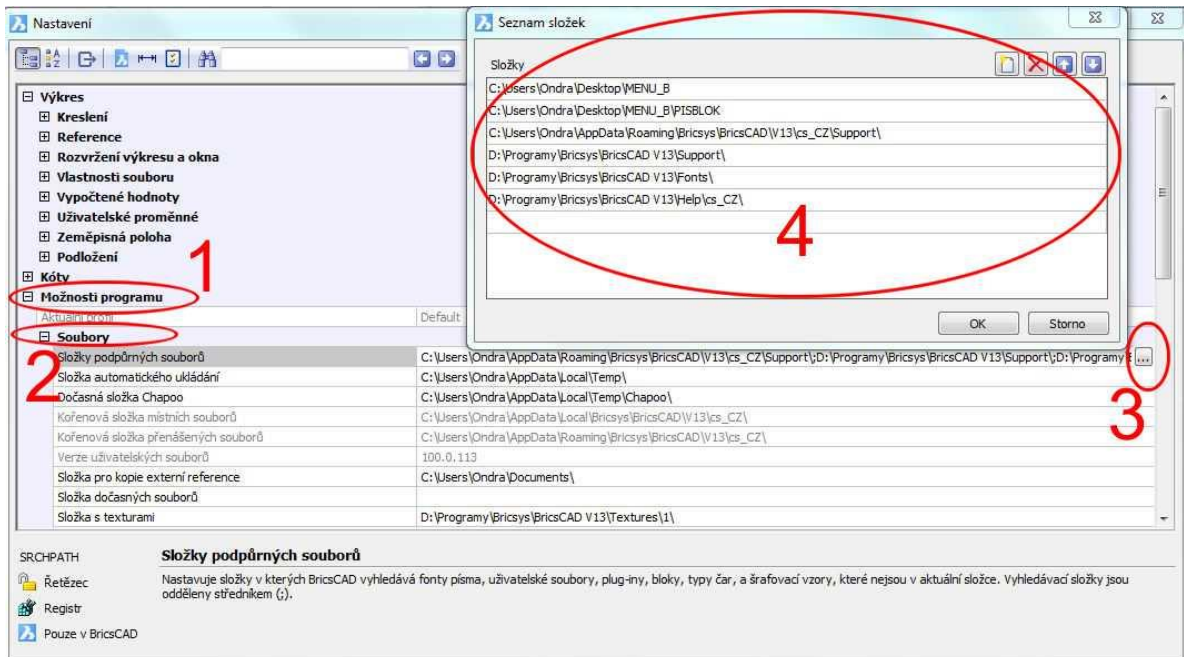 Nastavení
Seznam složek
Složky
C:\Users\Ondra\Desktop\MENU_B
C:\Users\Ondra\Desktop\MENU_B\PISBLOK
C:\Users\Ondra\AppData\Roaming\Bricsys\BricsCAD\V13\cs_CZ\Support\
D:\Programy\Bricsys\BricsCAD V13\Support\
D:\Programy\Bricsys\BricsCAD V13\Fonts\
D:\Programy\Bricsys\BricsCAD V13\Help\cs_CZ\
4
OK Storno
Výkres
Kreslení
Reference
Rozvržení výkresu a okna
Vlastnosti souboru
Vypočtené hodnoty
Uživatelské proměnné
Zeměpisná poloha
Podložení
1
Kóty
Možnosti programu
Aktuální profil Default
Soubory
2
Složky podpůrných souborů C:\Users\Ondra\AppData\Roaming\Bricsys\BricsCAD\V13\cs_CZ\Support\;D:\Programy\Bricsys\BricsCAD V13\Support\;D:\Programy\ ...
3
Složka automatického ukládání C:\Users\Ondra\AppData\Local\Temp\
Dočasná složka Chapoo C:\Users\Ondra\AppData\Local\Temp\Chapoo\
Kořenová složka místních souborů C:\Users\Ondra\AppData\Local\Bricsys\BricsCAD\V13\cs_CZ\
Kořenová složka přenášených souborů C:\Users\Ondra\AppData\Roaming\Bricsys\BricsCAD\V13\cs_CZ\
Verze uživatelských souborů 100.0.113
Složka pro kopie externí reference C:\Users\Ondra\Documents\
Složka dočasných souborů
Složka s texturami D:\Programy\Bricsys\BricsCAD V13\Textures\1\
SRCHPATH
Řetězec
Registr
Pouze v BricsCAD
Složky podpůrných souborů
Nastavuje složky v kterých BricsCAD vyhledává fonty písma, uživatelské soubory, plug-iny, bloky, typy čar, a šrafovací vzory, které nejsou v aktuální složce. Vyhledávací složky jsou
odděleny středníkem (;).